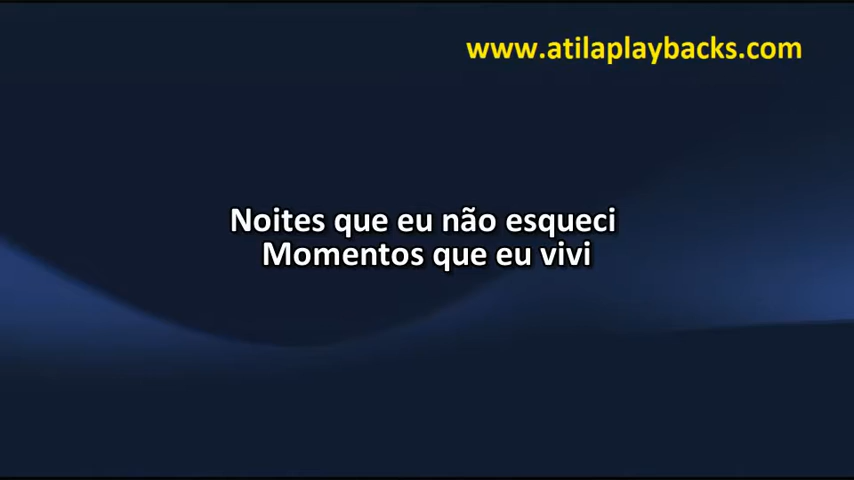 www.atilaplaybacks.com
Noites que eu não esqueci
Momentos que eu vivi